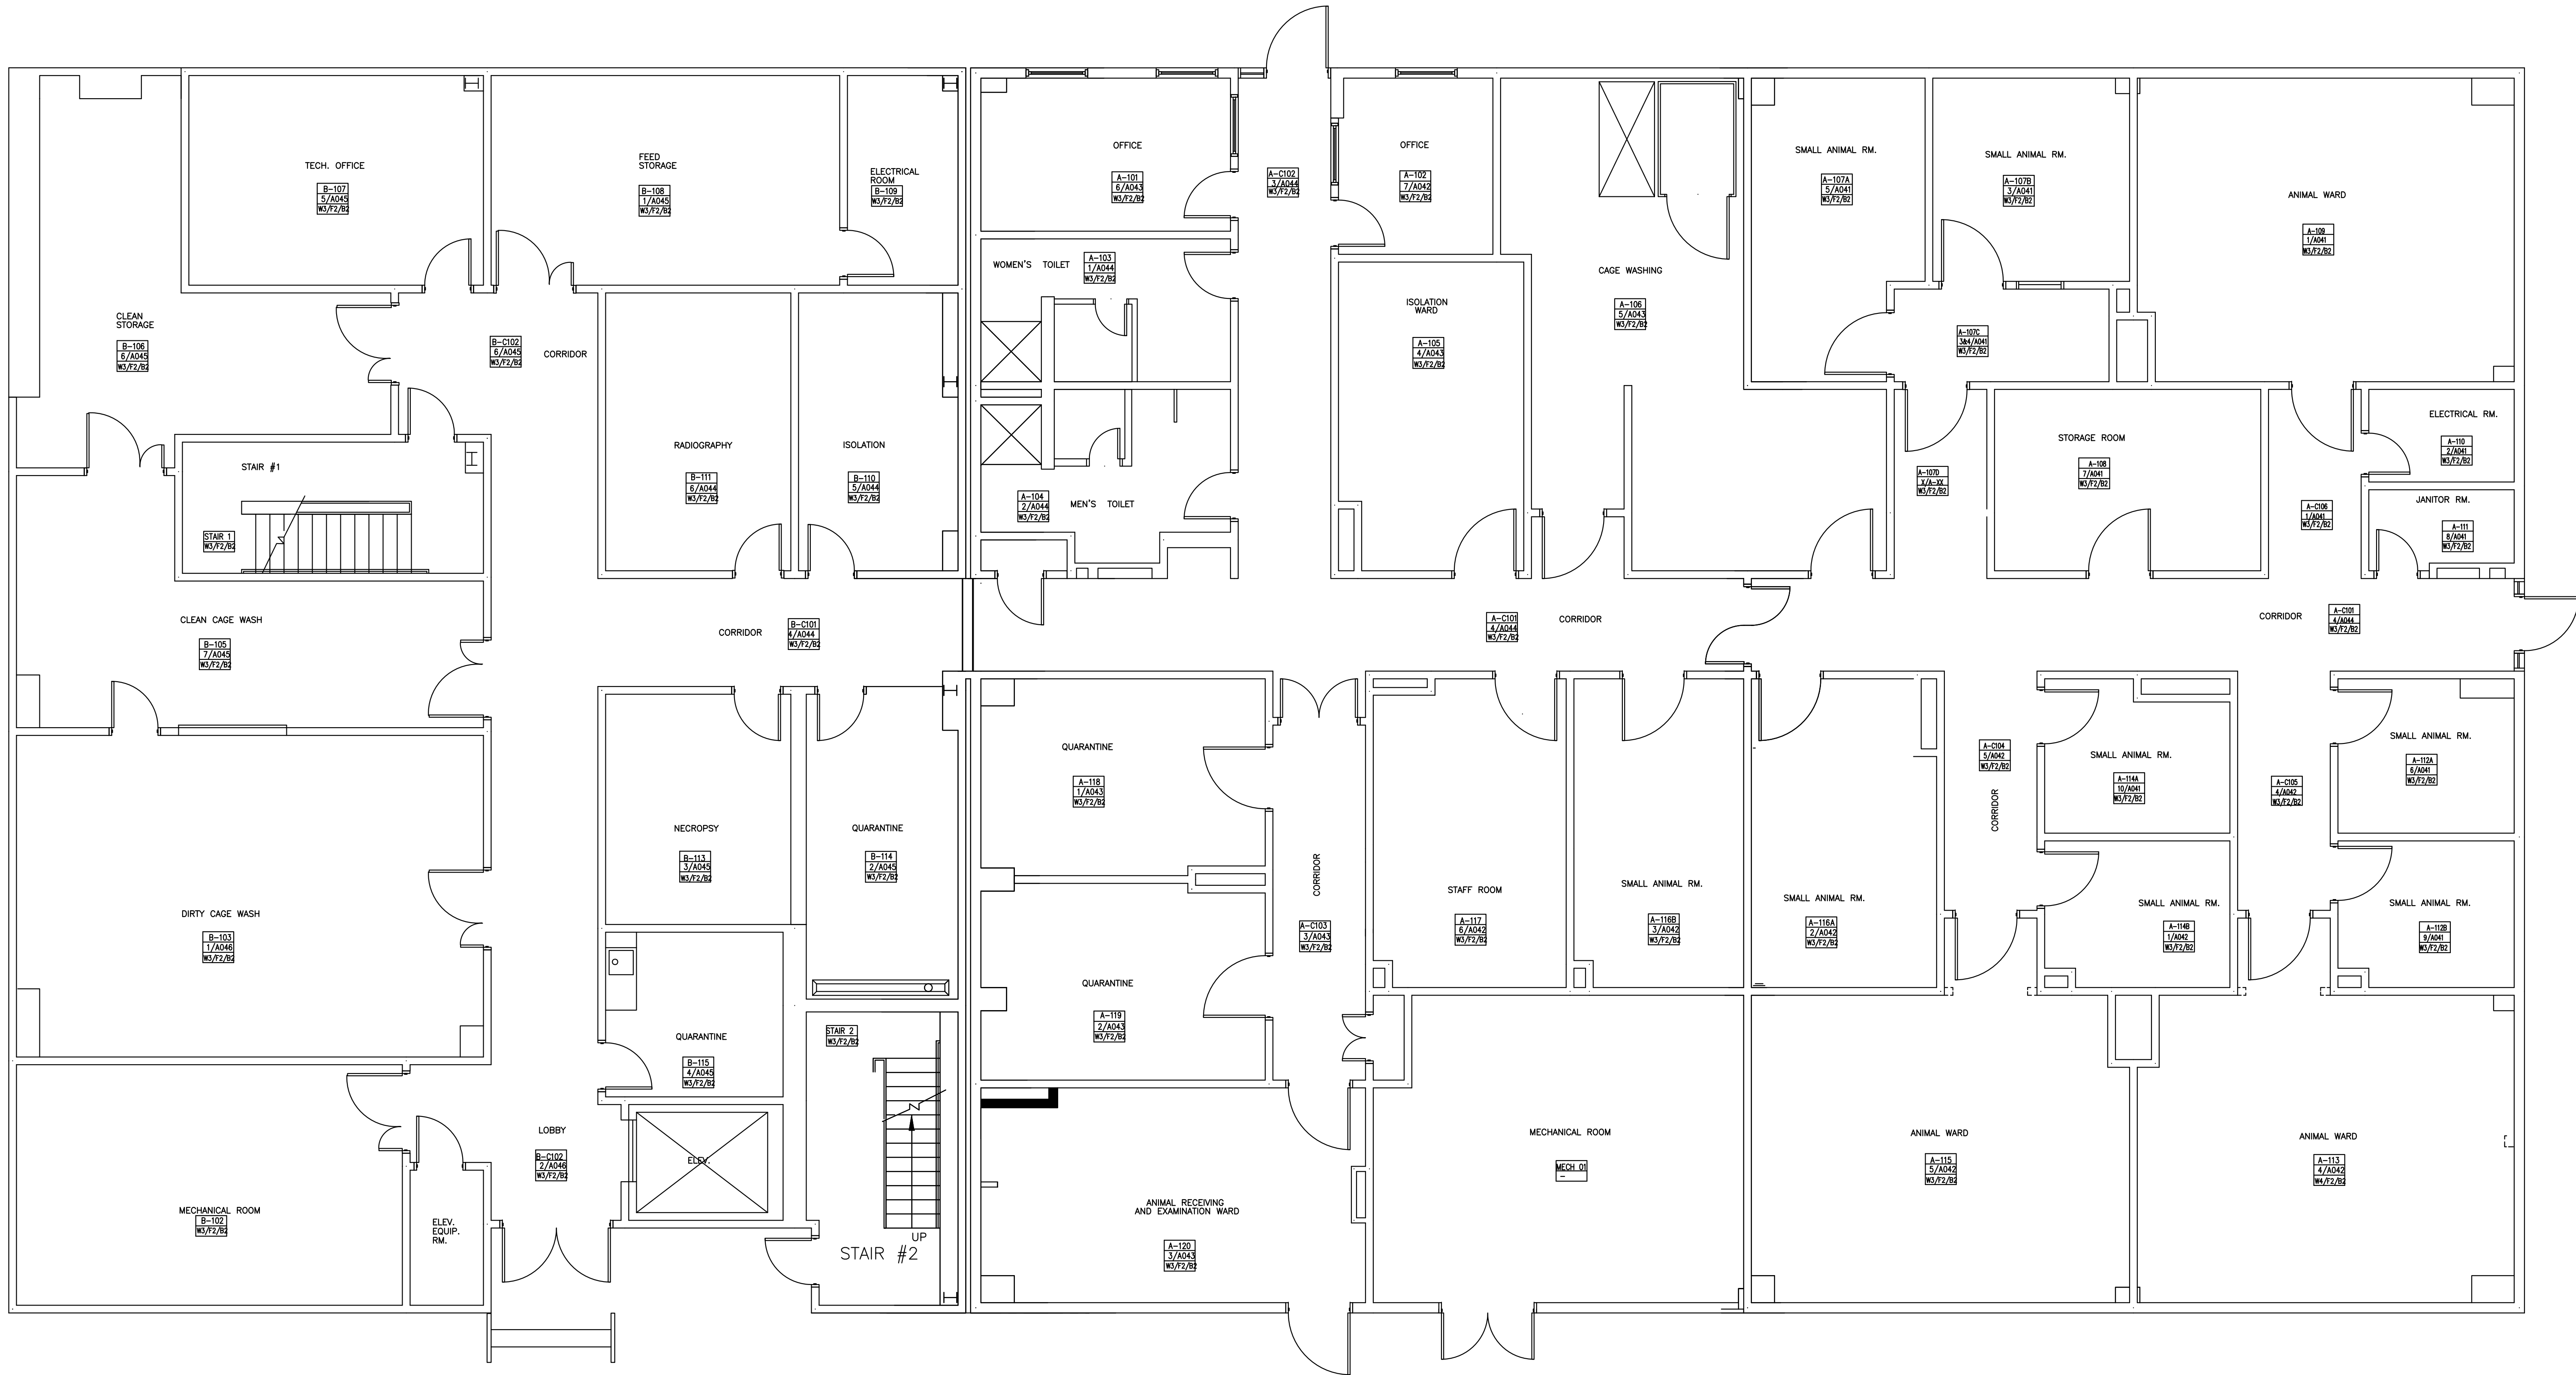 TECH. OFFICE
B-107
5/A045
W3/F2/B2
FEED
STORAGE
B-108
1/A045
W3/F2/B2
ELECTRICAL
ROOM
B-109
W3/F2/B2
CLEAN
STORAGE
B-106
6/A045
W3/F2/B2
B-C102
6/A045
W3/F2/B2
CORRIDOR
STAIR #1
STAIR 1
W3/F2/B2
RADIOGRAPHY
B-111
6/A044
W3/F2/B2
ISOLATION
B-110
5/A044
W3/F2/B2
CLEAN CAGE WASH
B-105
7/A045
W3/F2/B2
CORRIDOR
B-C101
4/A044
W3/F2/B2
DIRTY CAGE WASH
B-103
1/A046
W3/F2/B2
NECROPSY
B-113
3/A045
W3/F2/B2
QUARANTINE
B-114
2/A045
W3/F2/B2
QUARANTINE
B-115
4/A045
W3/F2/B2
STAIR 2
W3/F2/B2
LOBBY
B-C102
2/A046
W3/F2/B2
ELEV.
MECHANICAL ROOM
B-102
W3/F2/B2
ELEV.
EQUIP.
RM.
UP
STAIR #2
OFFICE
A-101
6/A043
W3/F2/B2
A-C102
3/A044
W3/F2/B2
OFFICE
A-102
7/A042
W3/F2/B2
WOMEN'S TOILET
A-103
1/A044
W3/F2/B2
A-104
2/A044
W3/F2/B2
MEN'S TOILET
ISOLATION
WARD
A-105
4/A043
W3/F2/B2
CAGE WASHING
A-106
5/A043
W3/F2/B2
SMALL ANIMAL RM.
A-107A
5/A041
W3/F2/B2
SMALL ANIMAL RM.
A-107B
3/A041
W3/F2/B2
ANIMAL WARD
A-109
1/A041
W3/F2/B2
A-107C
3&4/A041
W3/F2/B2
A-107D
X/A-XX
W3/F2/B2
STORAGE ROOM
A-108
7/A041
W3/F2/B2
ELECTRICAL RM.
A-110
2/A041
W3/F2/B2
JANITOR RM.
A-111
8/A041
W3/F2/B2
A-C106
1/A041
W3/F2/B2
A-C101
4/A044
W3/F2/B2
CORRIDOR
CORRIDOR
A-C101
4/A044
W3/F2/B2
QUARANTINE
A-118
1/A043
W3/F2/B2
CORRIDOR
A-C103
3/A043
W3/F2/B2
QUARANTINE
A-119
2/A043
W3/F2/B2
STAFF ROOM
A-117
6/A042
W3/F2/B2
SMALL ANIMAL RM.
A-116B
3/A042
W3/F2/B2
SMALL ANIMAL RM.
A-116A
2/A042
W3/F2/B2
A-C104
5/A042
W3/F2/B2
CORRIDOR
SMALL ANIMAL RM.
A-114A
10/A041
W3/F2/B2
SMALL ANIMAL RM.
A-114B
1/A042
W3/F2/B2
A-C105
4/A042
W3/F2/B2
SMALL ANIMAL RM.
A-112A
6/A041
W3/F2/B2
SMALL ANIMAL RM.
A-112B
9/A041
W3/F2/B2
ANIMAL RECEIVING
AND EXAMINATION WARD
A-120
3/A043
W3/F2/B2
MECHANICAL ROOM
MECH 01
-
ANIMAL WARD
A-115
5/A042
W3/F2/B2
ANIMAL WARD
A-113
4/A042
W4/F2/B2